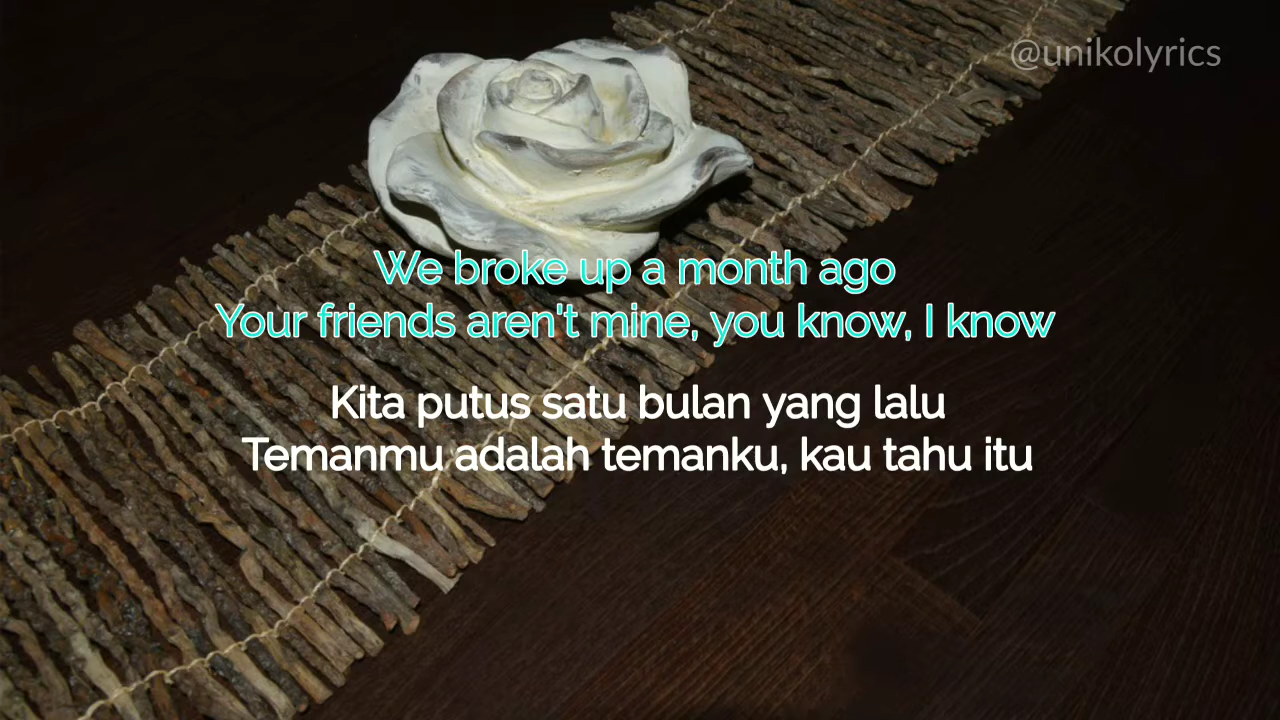 @unikolyrics
We broke up a month ago
Your friends aren't mine, you know, I know
Kita putus satu bulan yang lalu
Temanmu adalah temanku, kau tahu itu